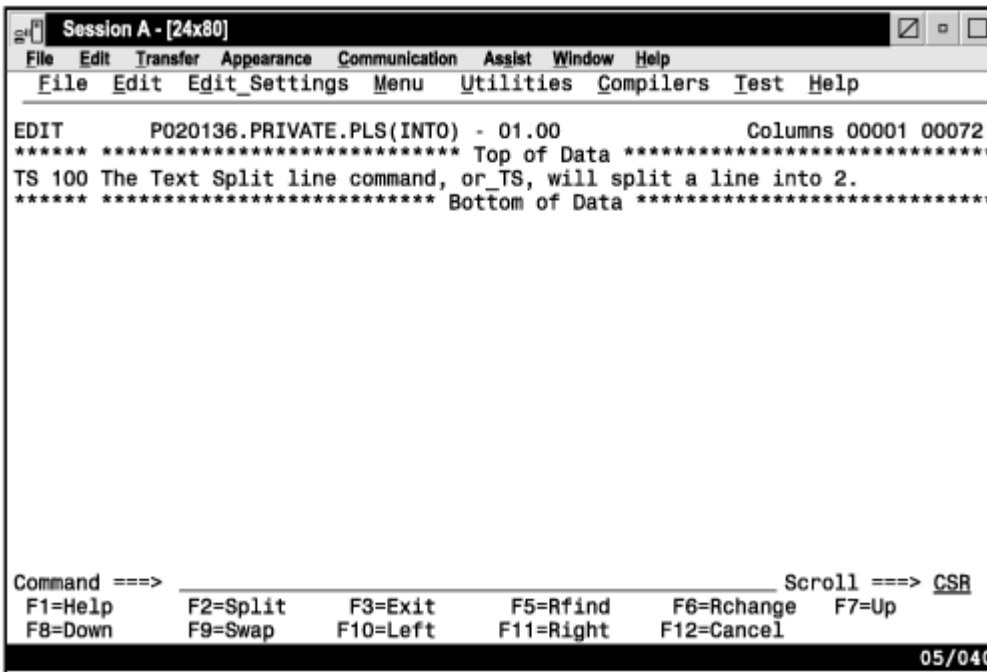 Session A - [24x80]
File Edit Transfer Appearance Communication Assist Window Help
File Edit Edit_Settings Menu Utilities Compilers Test Help
EDIT P020136.PRIVATE.PLS(INTO) - 01.00 Columns 00001 00072
****** ***************************** Top of Data ******************************
TS 100 The Text Split line command, or_TS, will split a line into 2.
****** *************************** Bottom of Data *****************************
Command ===> Scroll ===> CSR
F1=Help F2=Split F3=Exit F5=Rfind F6=Rchange F7=Up
F8=Down F9=Swap F10=Left F11=Right F12=Cancel
05/040